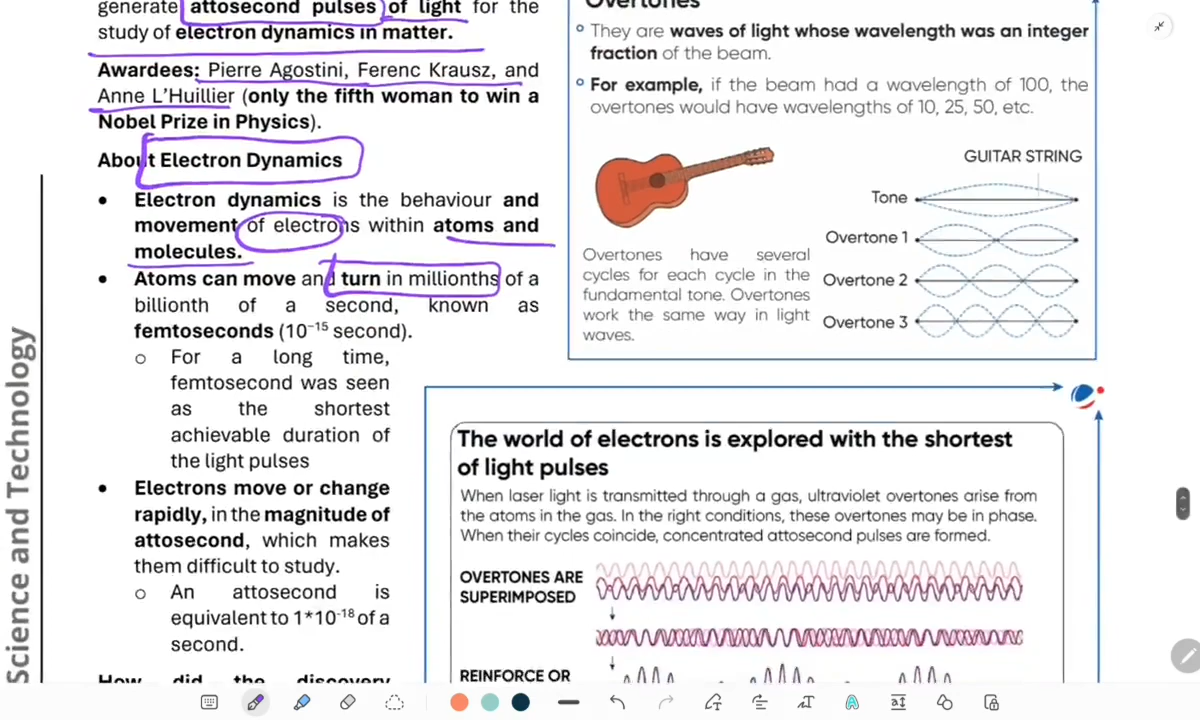 generate attosecond pulses of light for the
study of electron dynamics in matter.
Awardees: Pierre Agostini, Ferenc Krausz, and
Anne L’Huillier (only the fifth woman to win a
Nobel Prize in Physics).
About Electron Dynamics
• Electron dynamics is the behaviour and
movement of electrons within atoms and
molecules.
• Atoms can move and turn in millionths of a
billionth of a second, known as
femtoseconds (10⁻¹⁵ second).
o For a long time,
femtosecond was seen
as the shortest
achievable duration of
the light pulses
• Electrons move or change
rapidly, in the magnitude of
attosecond, which makes
them difficult to study.
o An attosecond is
equivalent to 1*10⁻¹⁸ of a
second.
How did the discovery
Science and Technology
Overtones
They are waves of light whose wavelength was an integer
fraction of the beam.
For example, if the beam had a wavelength of 100, the
overtones would have wavelengths of 10, 25, 50, etc.
GUITAR STRING
Tone
Overtone 1
Overtone 2
Overtone 3
Overtones have several
cycles for each cycle in the
fundamental tone. Overtones
work the same way in light
waves.
The world of electrons is explored with the shortest
of light pulses
When laser light is transmitted through a gas, ultraviolet overtones arise from
the atoms in the gas. In the right conditions, these overtones may be in phase.
When their cycles coincide, concentrated attosecond pulses are formed.
OVERTONES ARE
SUPERIMPOSED
REINFORCE OR